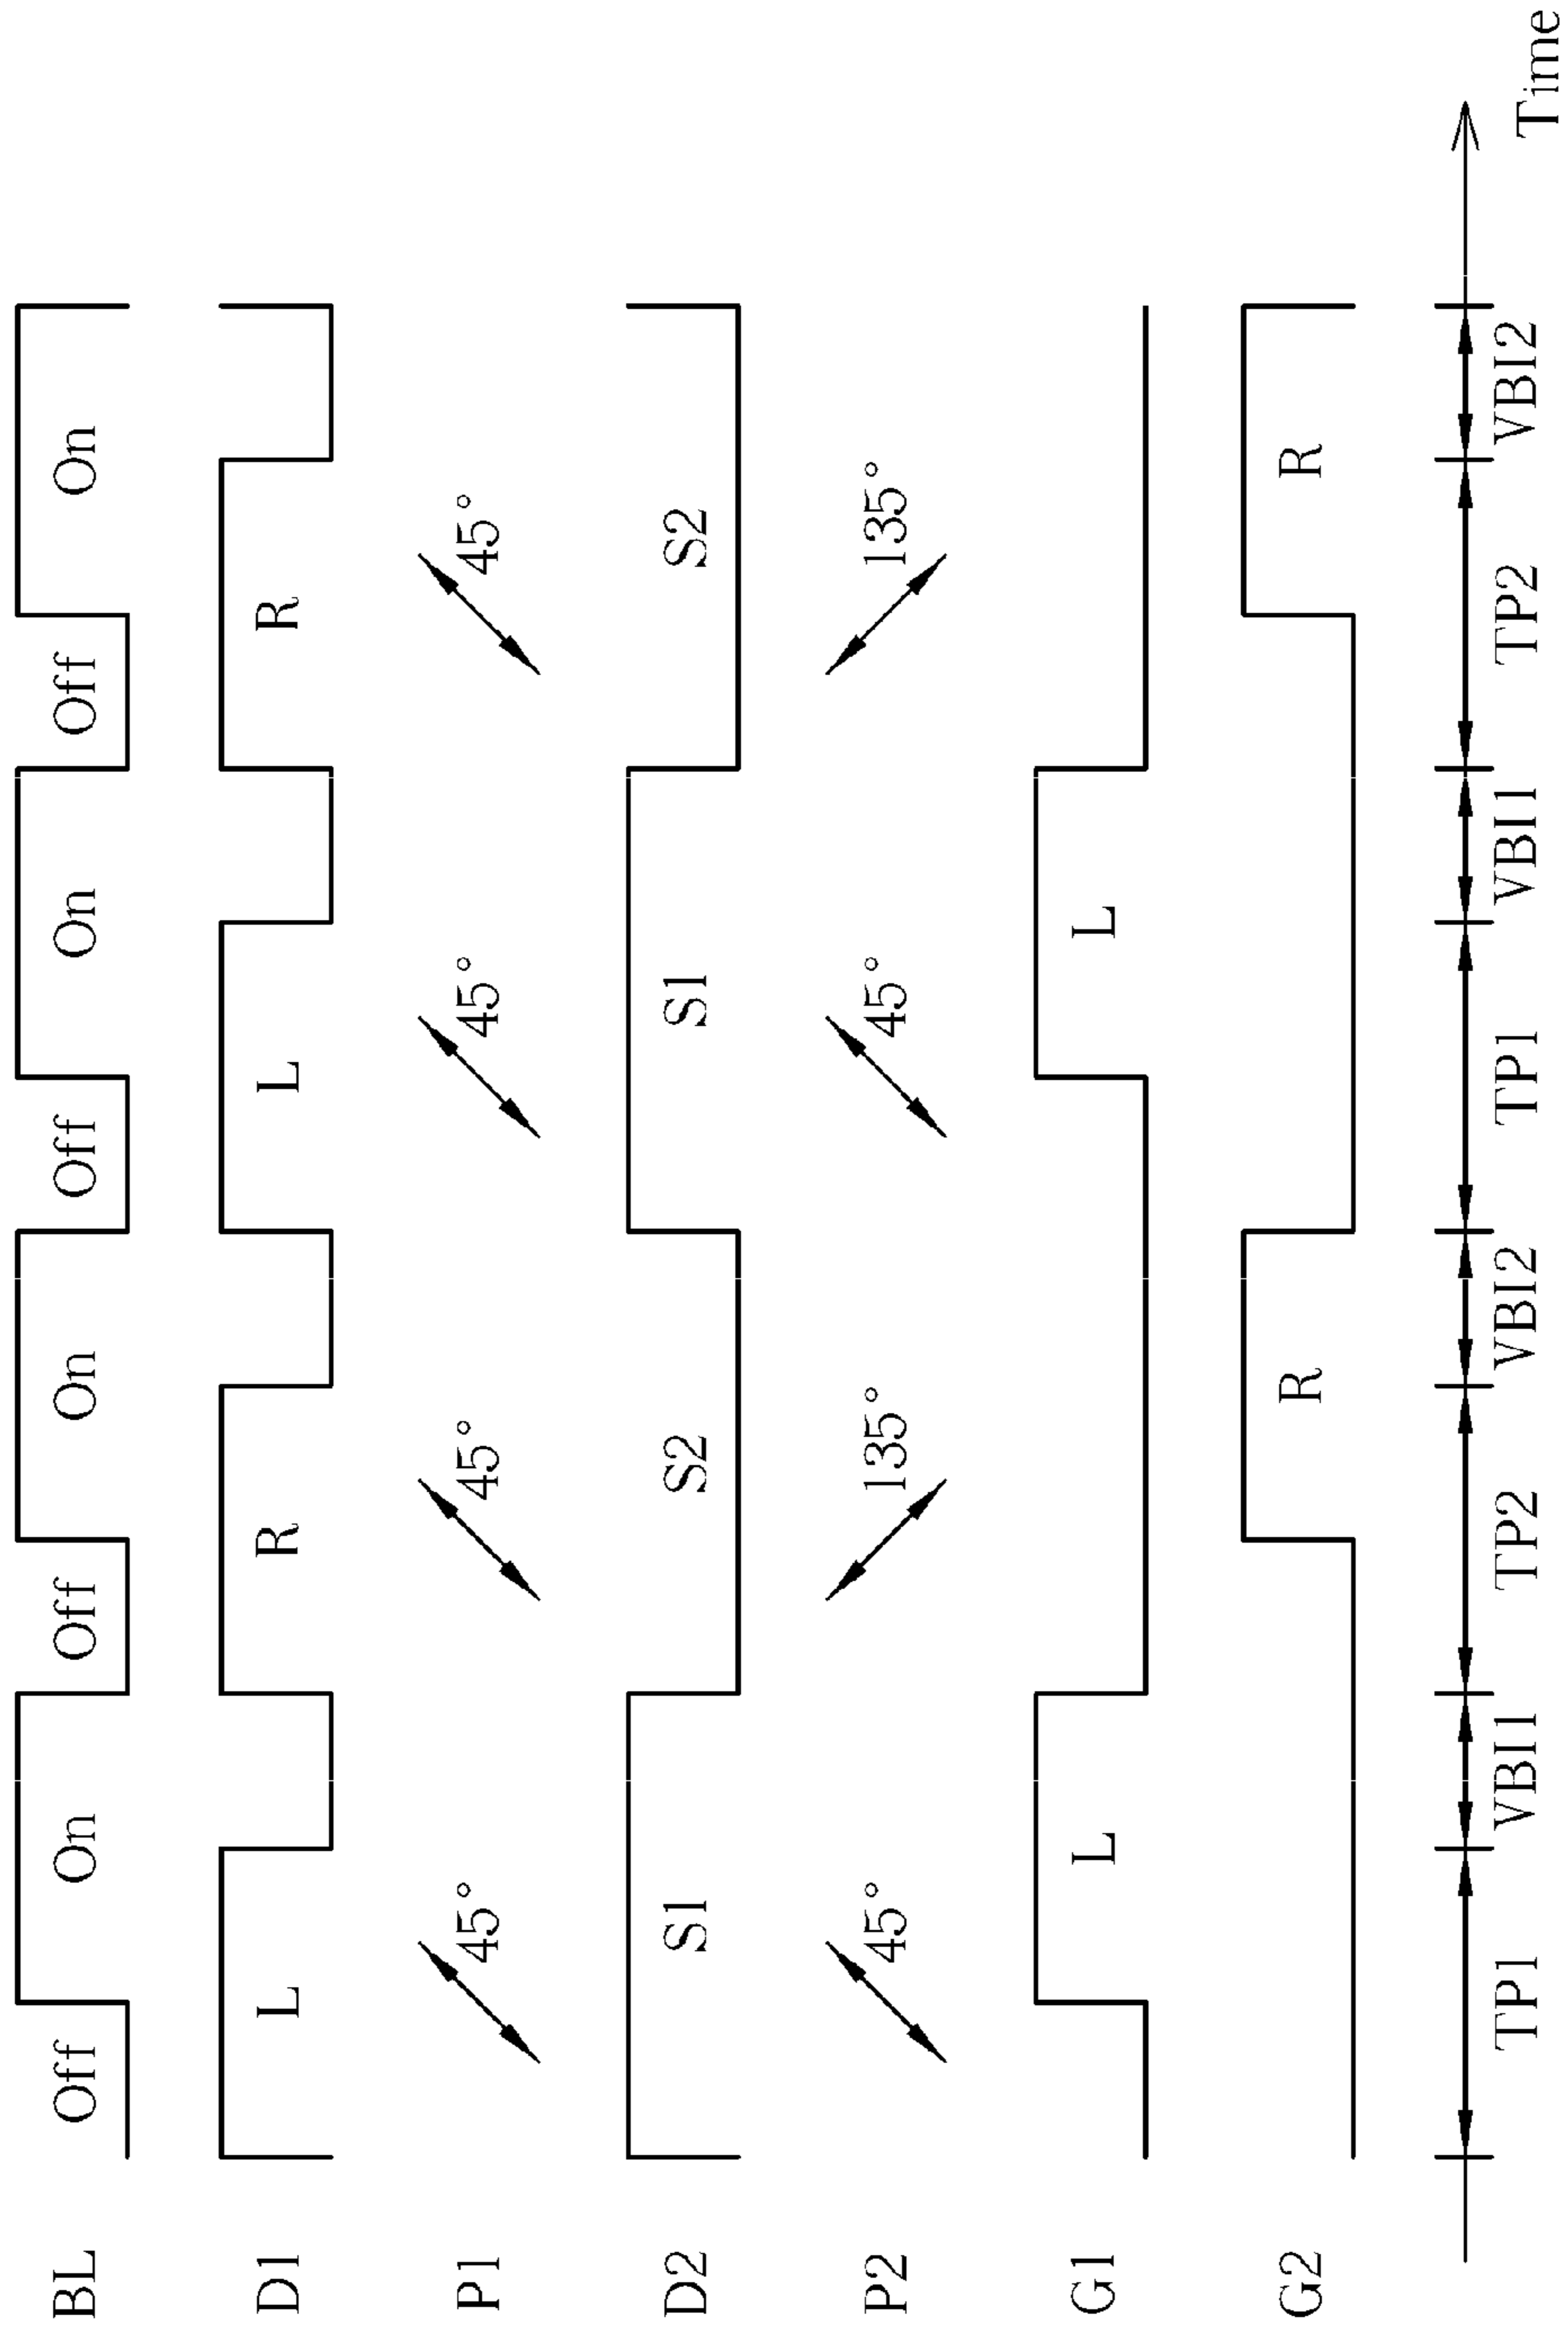 BL Off On Off On Off On Off On
D1 L R L R
P1 45° 45° 45° 45°
D2 S1 S2 S1 S2
P2 45° 135° 45° 135°
G1 L L
G2 R R
TP1 VBI1 TP2 VBI2 TP1 VBI1 TP2 VBI2
Time